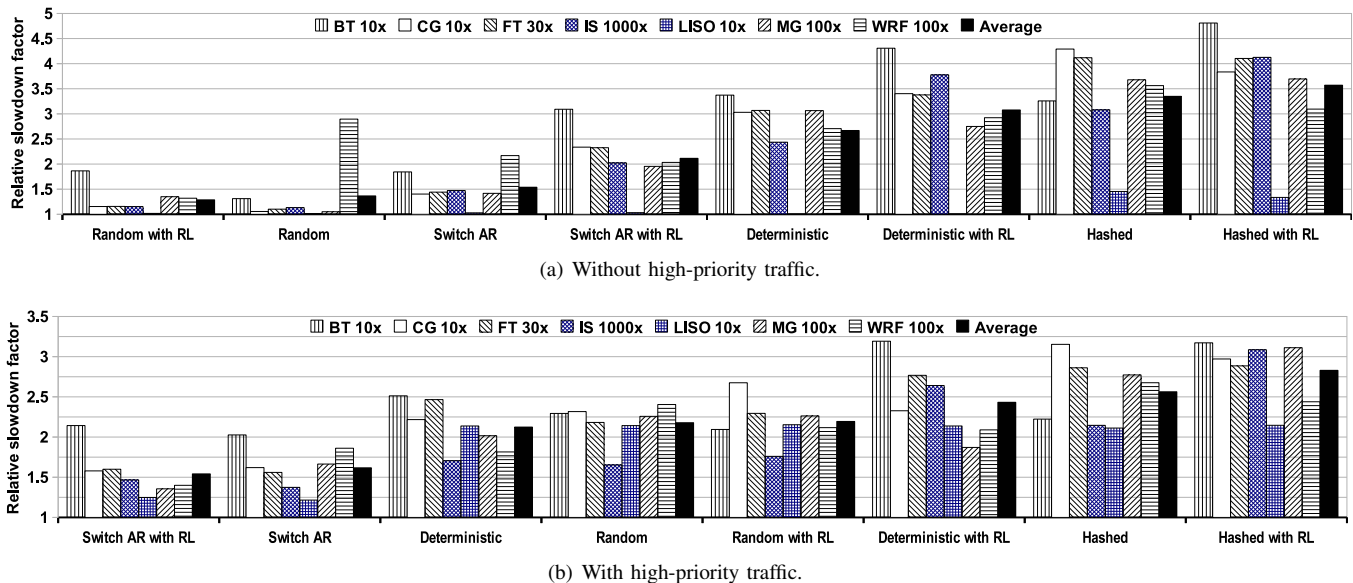 Relative slowdown factor
5
4.5
4
3.5
3
2.5
2
1.5
1
BT 10x CG 10x FT 30x IS 1000x LISO 10x MG 100x WRF 100x Average
Random with RL Random Switch AR Switch AR with RL Deterministic Deterministic with RL Hashed Hashed with RL
(a) Without high-priority traffic.
Relative slowdown factor
3.5
3
2.5
2
1.5
1
BT 10x CG 10x FT 30x IS 1000x LISO 10x MG 100x WRF 100x Average
Switch AR with RL Switch AR Deterministic Random Random with RL Deterministic with RL Hashed Hashed with RL
(b) With high-priority traffic.